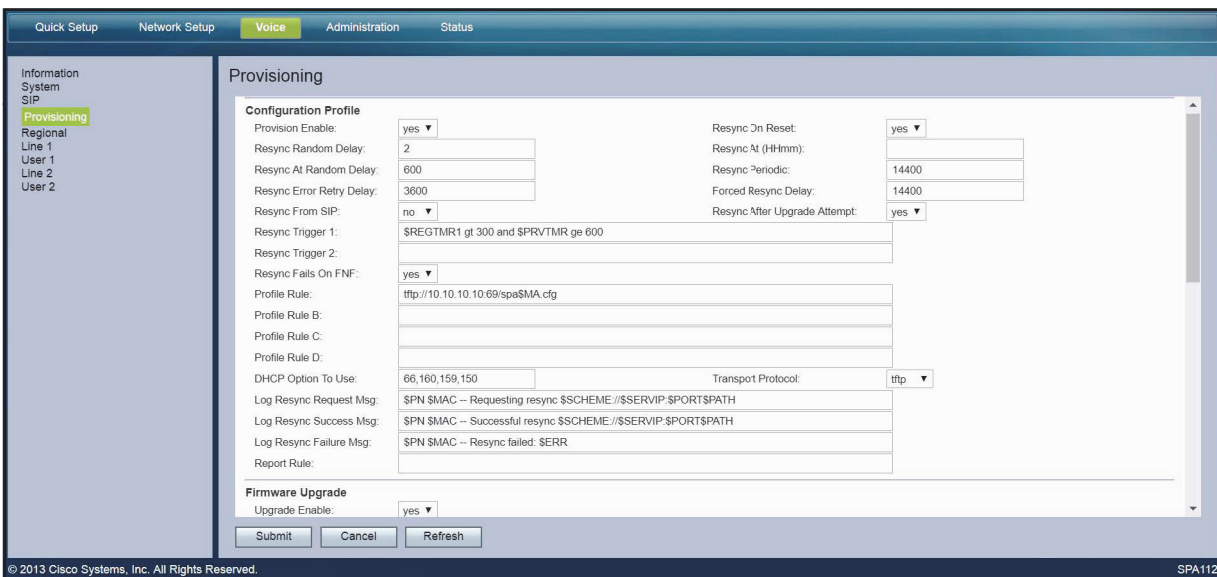 Quick Setup Network Setup Voice Administration Status
Information
System
SIP
Provisioning
Regional
Line 1
User 1
Line 2
User 2
Provisioning
Configuration Profile
Provision Enable: yes Resync On Reset: yes
Resync Random Delay: 2 Resync At (HHmm):
Resync At Random Delay: 600 Resync Periodic: 14400
Resync Error Retry Delay: 3600 Forced Resync Delay: 14400
Resync From SIP: no Resync After Upgrade Attempt: yes
Resync Trigger 1: $REGTMR1 gt 300 and $PRVTMR ge 600
Resync Trigger 2:
Resync Fails On FNF: yes
Profile Rule: tftp://10.10.10.10:69/spa$MA.cfg
Profile Rule B:
Profile Rule C:
Profile Rule D:
DHCP Option To Use: 66,160,159,150 Transport Protocol: tftp
Log Resync Request Msg: $PN $MAC -- Requesting resync $SCHEME://$SERVIP:$PORT$PATH
Log Resync Success Msg: $PN $MAC -- Successful resync $SCHEME://$SERVIP:$PORT$PATH
Log Resync Failure Msg: $PN $MAC -- Resync failed: $ERR
Report Rule:
Firmware Upgrade
Upgrade Enable: yes
Submit Cancel Refresh
© 2013 Cisco Systems, Inc. All Rights Reserved. SPA112